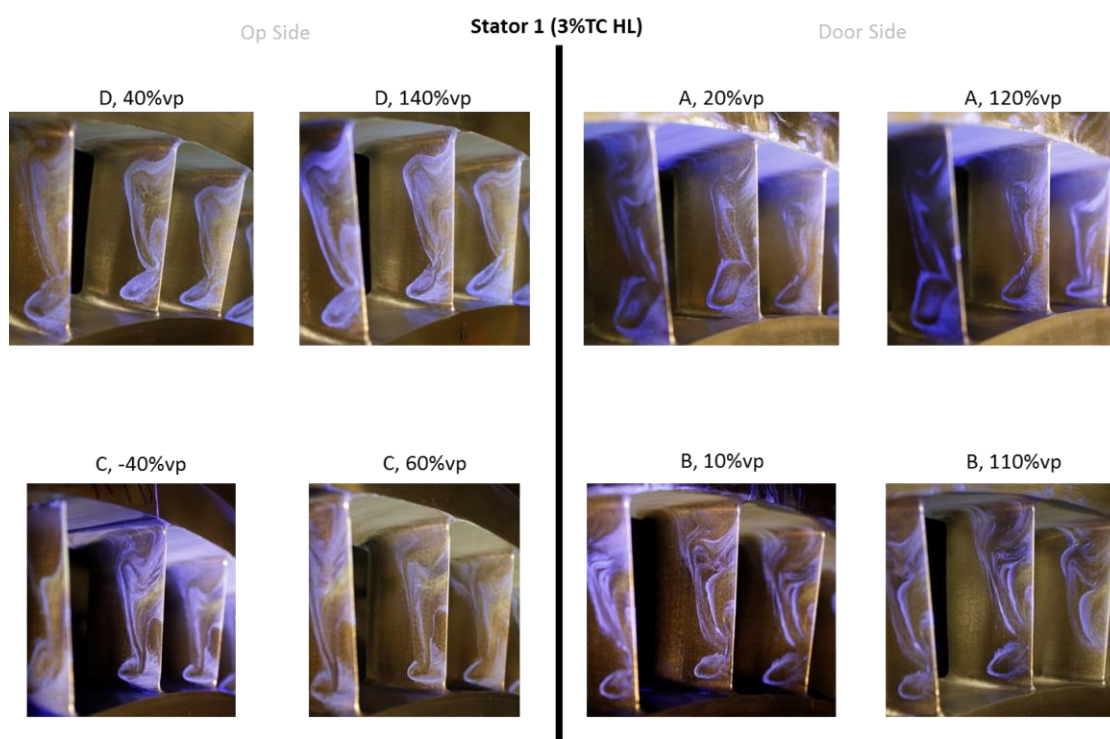 Op Side
Stator 1 (3%TC HL)
Door Side
D, 40%vp
D, 140%vp
A, 20%vp
A, 120%vp
C, -40%vp
C, 60%vp
B, 10%vp
B, 110%vp